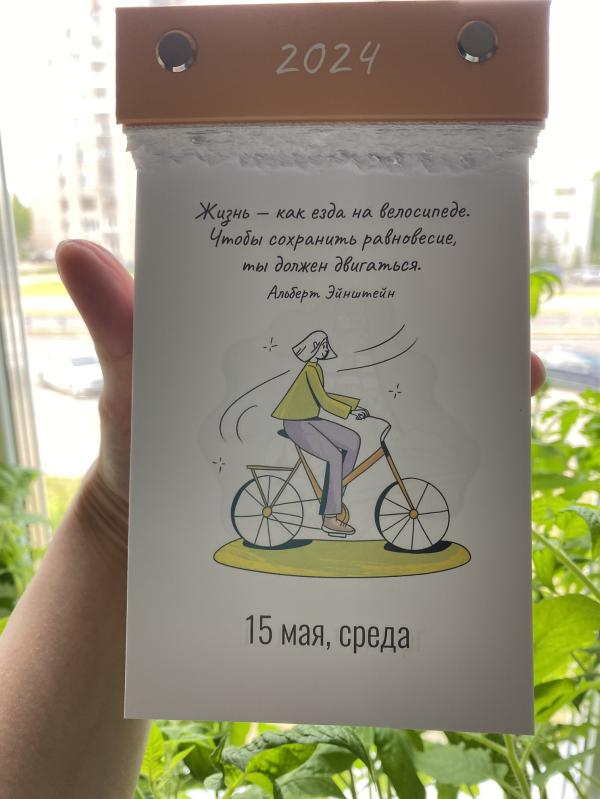 2024
Жизнь — как езда на велосипеде.
Чтобы сохранить равновесие,
ты должен двигаться.
Альберт Эйнштейн
15 мая, среда